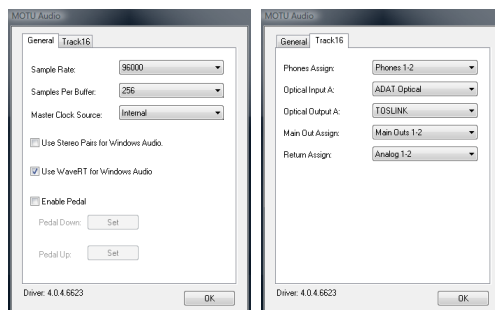 MOTU Audio
General Track16
Sample Rate: 96000
Samples Per Buffer: 256
Master Clock Source: Internal
Use Stereo Pairs for Windows Audio.
Use WaveRT for Windows Audio
Enable Pedal
Pedal Down: Set
Pedal Up: Set
Driver: 4.0.4.6623
OK
MOTU Audio
General Track16
Phones Assign: Phones 1-2
Optical Input A: ADAT Optical
Optical Output A: TOSLINK
Main Out Assign: Main Outs 1-2
Return Assign: Analog 1-2
Driver: 4.0.4.6623
OK